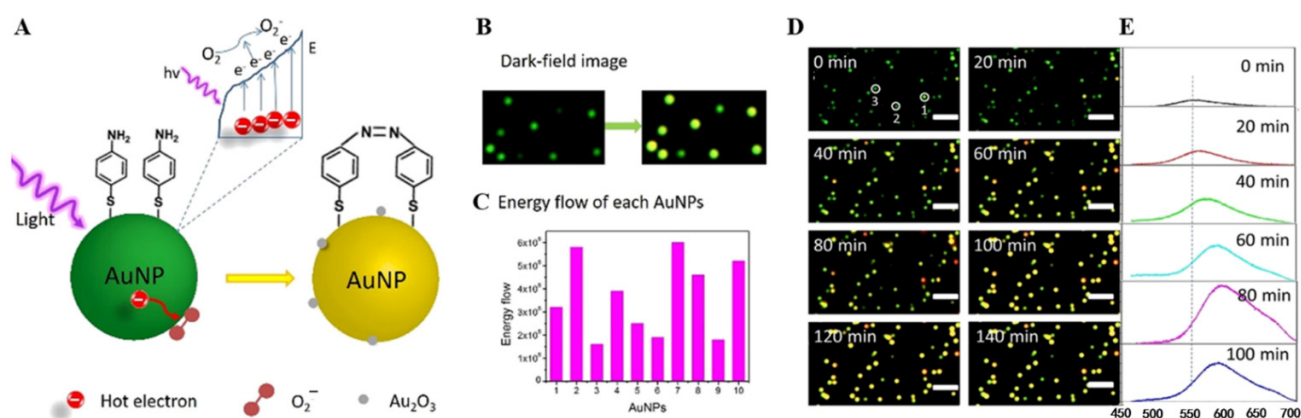 A
O₂
O₂⁻
E
hv
e⁻ e⁻ e⁻ e⁻
NH₂ NH₂
S S
Light
AuNP
N=N
S S
AuNP
Hot electron
O₂⁻
Au₂O₃
B
Dark-field image
C Energy flow of each AuNPs
Energy flow
6x10⁵
5x10⁵
4x10⁵
3x10⁵
2x10⁵
1x10⁵
0
1 2 3 4 5 6 7 8 9 10
AuNPs
D
0 min
3
2
1
20 min
40 min
60 min
80 min
100 min
120 min
140 min
E
0 min
20 min
40 min
60 min
80 min
100 min
450 500 550 600 650 700